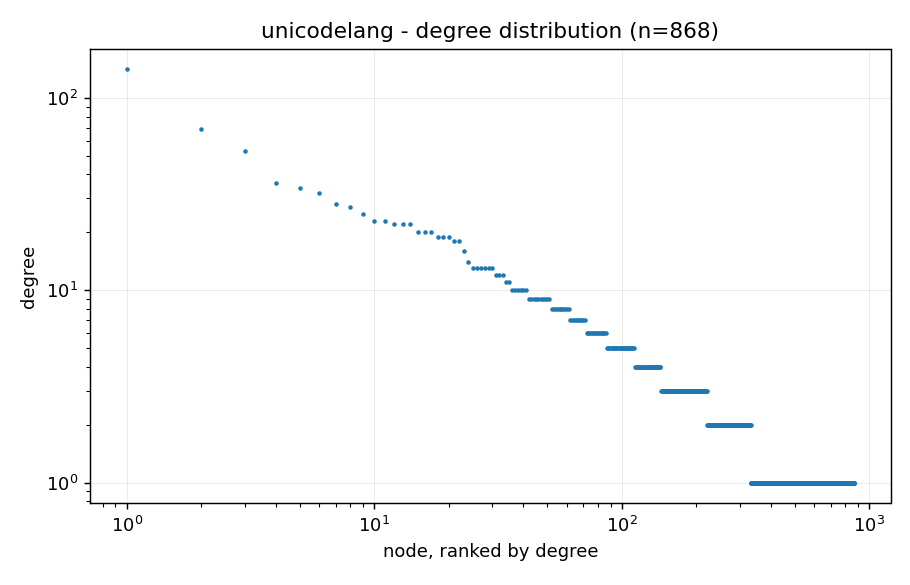 unicodelang - degree distribution (n=868)
degree
10²
10¹
10⁰
10⁰ 10¹ 10² 10³
node, ranked by degree